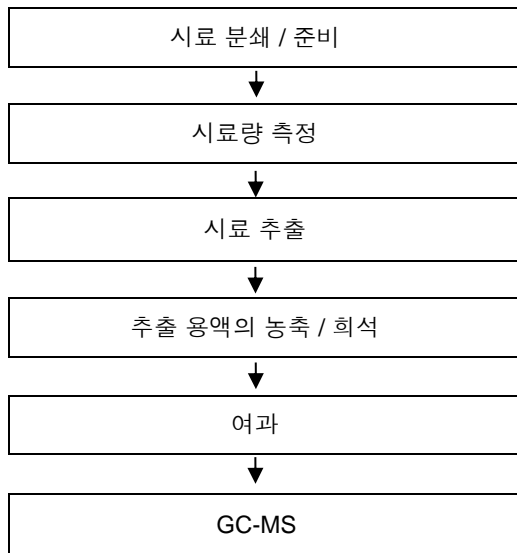 시료 분쇄 / 준비
시료량 측정
시료 추출
추출 용액의 농축 / 희석
여과
GC-MS